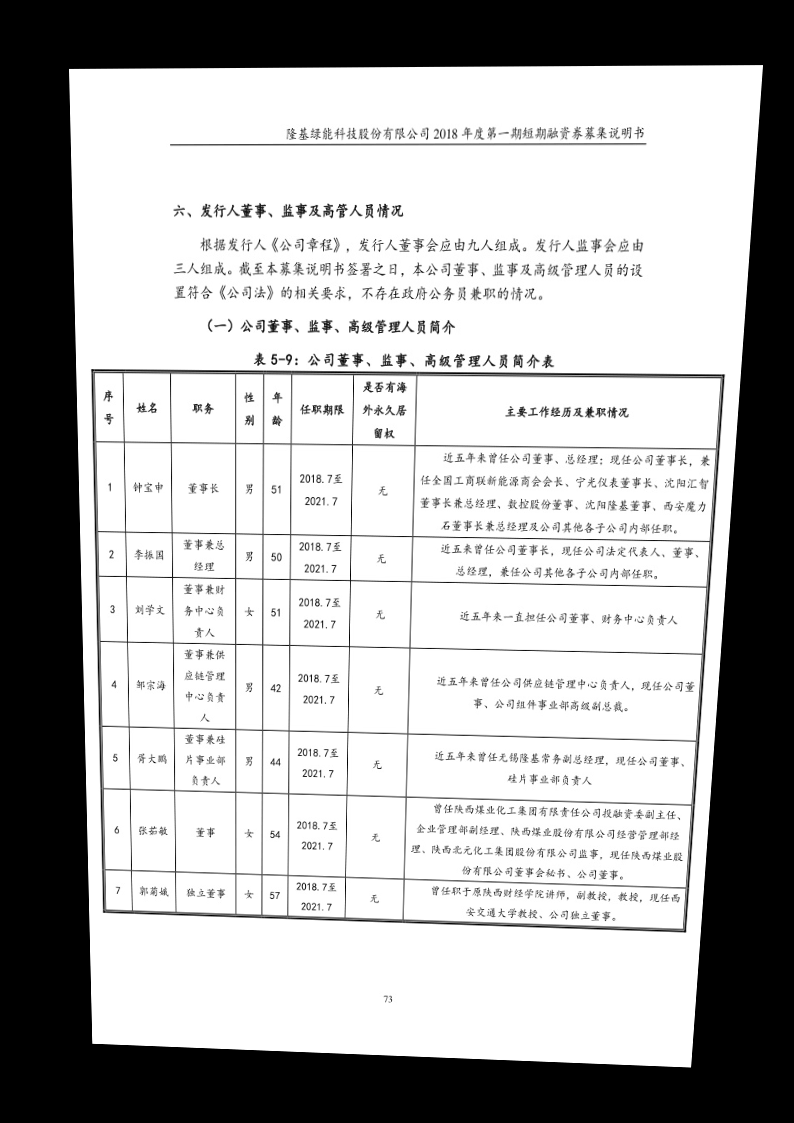 隆基绿能科技股份有限公司 2018 年度第一期短期融资券募集说明书
六、发行人董事、监事及高管人员情况
根据发行人《公司章程》，发行人董事会应由九人组成。发行人监事会应由
三人组成。截至本募集说明书签署之日，本公司董事、监事及高级管理人员的设
置符合《公司法》的相关要求，不存在政府公务员兼职的情况。
（一）公司董事、监事、高级管理人员简介
表 5-9：公司董事、监事、高级管理人员简介表
序
号
姓名
职务
性
别
年
龄
任职期限
是否有海
外永久居
留权
主要工作经历及兼职情况
1
钟宝申
董事长
男
51
2018.7至
2021.7
无
近五年来曾任公司董事、总经理；现任公司董事长，兼
任全国工商联新能源商会会长、宁光仪表董事长、沈阳汇智
董事长兼总经理、数控股份董事、沈阳隆基董事、西安魔力
石董事长兼总经理及公司其他各子公司内部任职。
2
李振国
董事兼总
经理
男
50
2018.7至
2021.7
无
近五来曾任公司董事长，现任公司法定代表人、董事、
总经理，兼任公司其他各子公司内部任职。
3
刘学文
董事兼财
务中心负
责人
女
51
2018.7至
2021.7
无
近五年来一直担任公司董事、财务中心负责人
4
邹宗海
董事兼供
应链管理
中心负责
人
男
42
2018.7至
2021.7
无
近五年来曾任公司供应链管理中心负责人，现任公司董
事、公司组件事业部高级副总裁。
5
胥大鹏
董事兼硅
片事业部
负责人
男
44
2018.7至
2021.7
无
近五年来曾任无锡隆基常务副总经理，现任公司董事、
硅片事业部负责人
6
张茹敏
董事
女
54
2018.7至
2021.7
无
曾任陕西煤业化工集团有限责任公司投融资委副主任、
企业管理部副经理、陕西煤业股份有限公司经营管理部经
理、陕西北元化工集团股份有限公司监事，现任陕西煤业股
份有限公司董事会秘书、公司董事。
7
郭菊娥
独立董事
女
57
2018.7至
2021.7
无
曾任职于原陕西财经学院讲师，副教授，教授，现任西
安交通大学教授、公司独立董事。
73